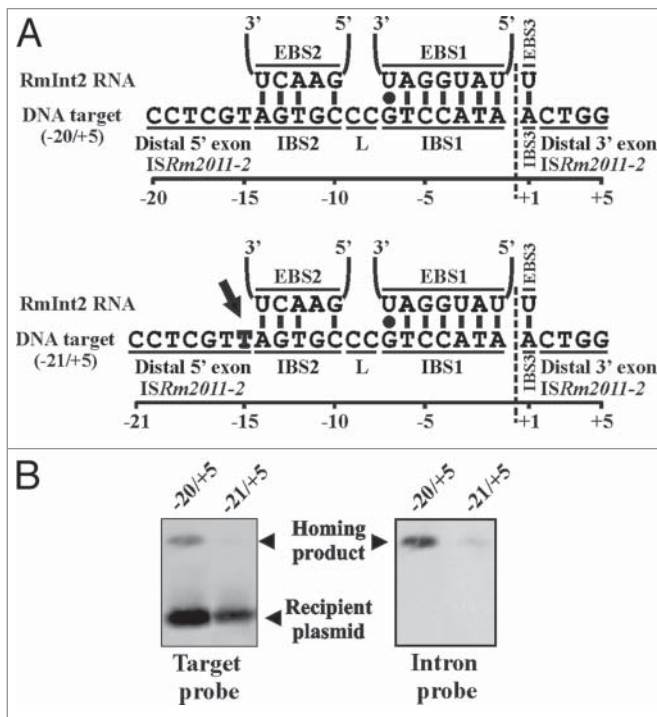 A
3' 5' 3' 5'
EBS2 EBS1 EBS3
RmInt2 RNA UCAAG UAGGUAU U
DNA target CCTCGTAGTGCCCGTCCATA ACTGG
(-20/+5) Distal 5' exon IBS2 L IBS1 IBS3 Distal 3' exon
ISRm2011-2 ISRm2011-2
-20 -15 -10 -5 +1 +5
3' 5' 3' 5'
EBS2 EBS1 EBS3
RmInt2 RNA UCAAG UAGGUAU U
DNA target CCTCGTTAGTGCCCGTCCATA ACTGG
(-21/+5) Distal 5' exon IBS2 L IBS1 IBS3 Distal 3' exon
ISRm2011-2 ISRm2011-2
-21 -15 -10 -5 +1 +5
B
-20/+5 -21/+5 -20/+5 -21/+5
Homing
product
Recipient
plasmid
Target
probe
Intron
probe